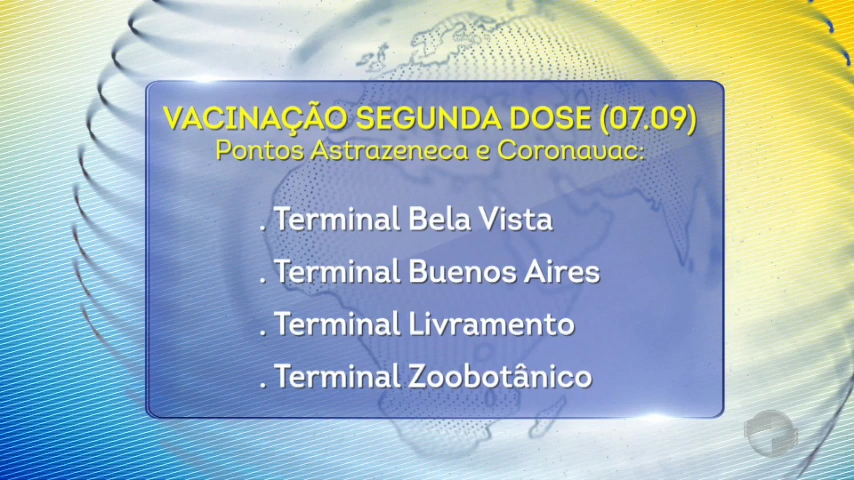 VACINAÇÃO SEGUNDA DOSE (07.09)
Pontos Astrazeneca e Coronavac:
. Terminal Bela Vista
. Terminal Buenos Aires
. Terminal Livramento
. Terminal Zoobotânico